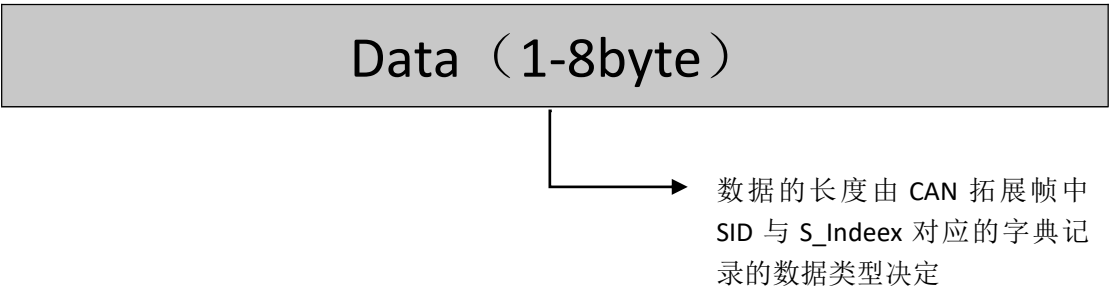 Data（1-8byte）
数据的长度由 CAN 拓展帧中
SID 与 S_Indeex 对应的字典记
录的数据类型决定